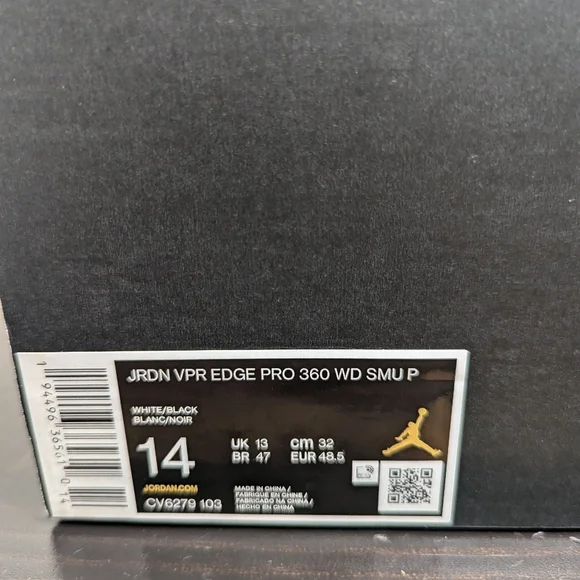 JRDN VPR EDGE PRO 360 WD SMU P
WHITE/BLACK
BLANC/NOIR
14
UK 13
cm 32
BR 47
EUR 48.5
JORDAN.COM
CV6279 103
MADE IN CHINA /
FABRIQUE EN CHINE /
FABRICADO NA CHINA /
HECHO EN CHINA